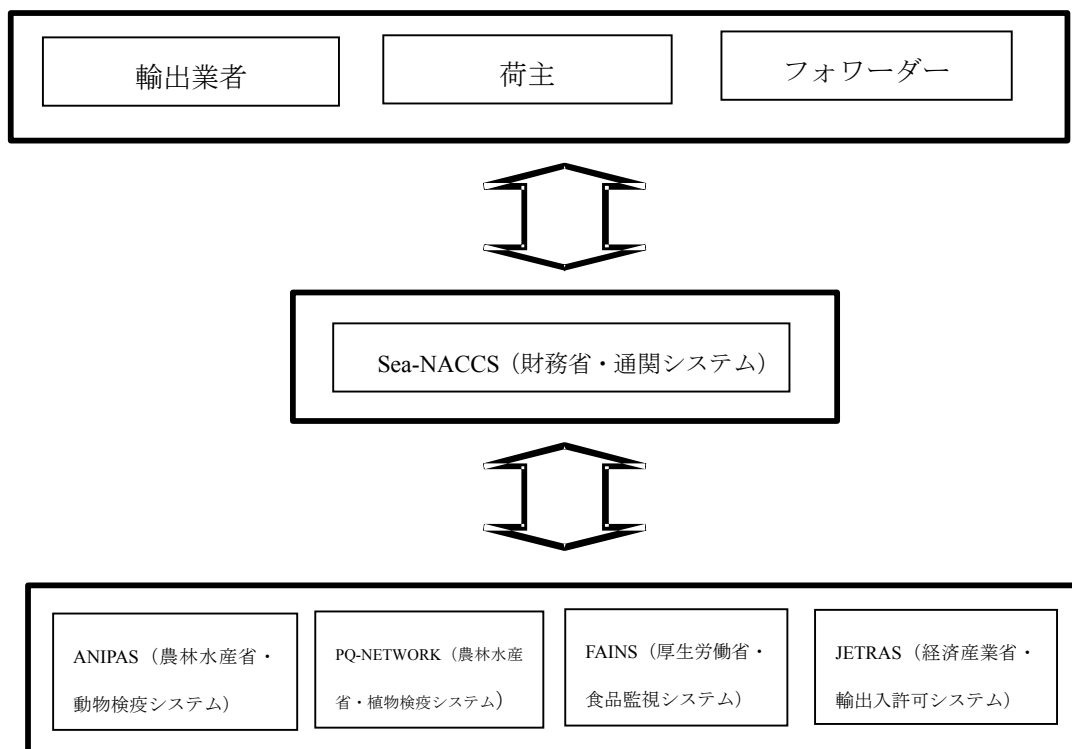 輸出業者
荷主
フォワーダー
Sea-NACCS（財務省・通関システム）
ANIPAS（農林水産省・
動物検疫システム）
PQ-NETWORK（農林水産
省・植物検疫システム）
FAINS（厚生労働省・
食品監視システム）
JETRAS（経済産業省・
輸出入許可システム）